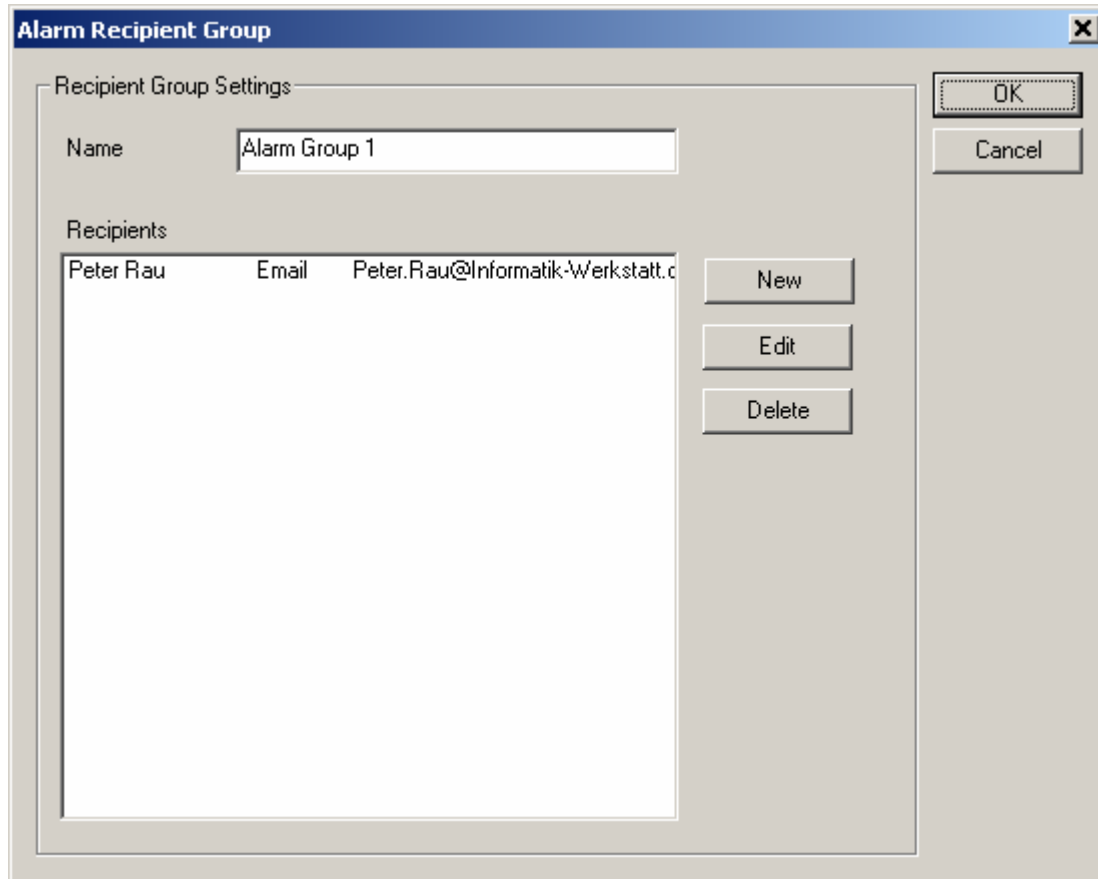 Alarm Recipient Group
Recipient Group Settings
OK
Name
Alarm Group 1
Cancel
Recipients
Peter Rau Email Peter.Rau@Informatik-Werkstatt.
New
Edit
Delete